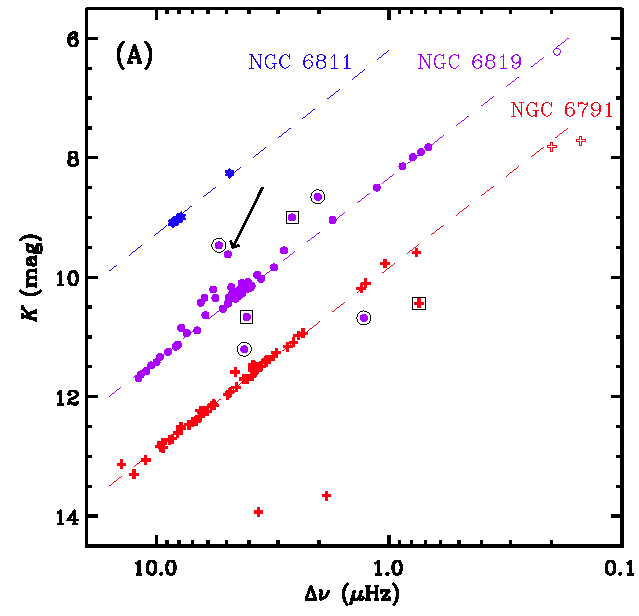 (A)
NGC 6811
NGC 6819
NGC 6791
6
8
10
12
14
K (mag)
10.0
1.0
0.1
Δν (μHz)